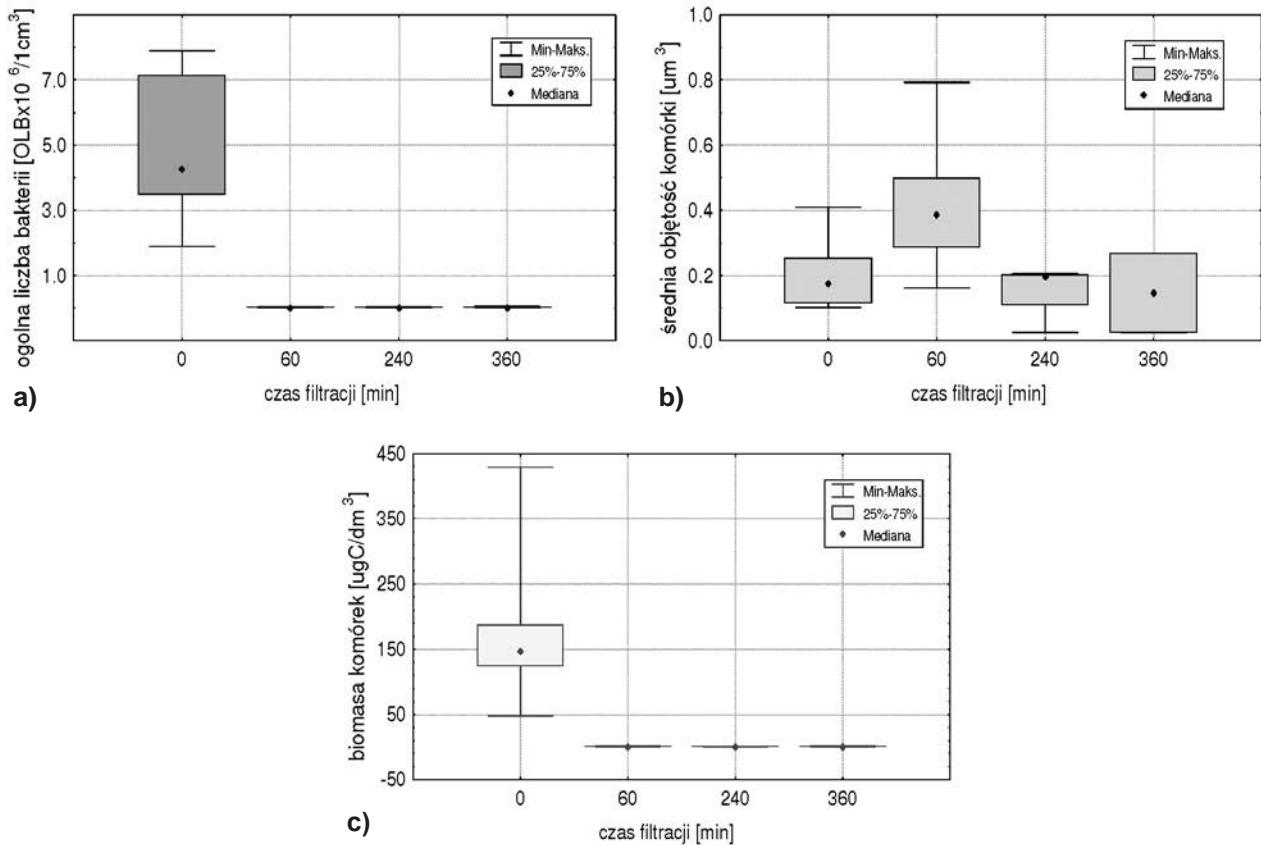 ogolna liczba bakterii [OLBx10 ⁶/1cm³]
7.0
5.0
3.0
1.0
Min-Maks.
25%-75%
Mediana
0 60 240 360
czas filtracji [min]
a)
średnia objętość komórki [um ³]
1.0
0.8
0.6
0.4
0.2
0.0
Min-Maks.
25%-75%
Mediana
0 60 240 360
czas filtracji [min]
b)
biomasa komórek [ugC/dm ³]
450
350
250
150
50
-50
Min-Maks.
25%-75%
Mediana
0 60 240 360
czas filtracji [min]
c)